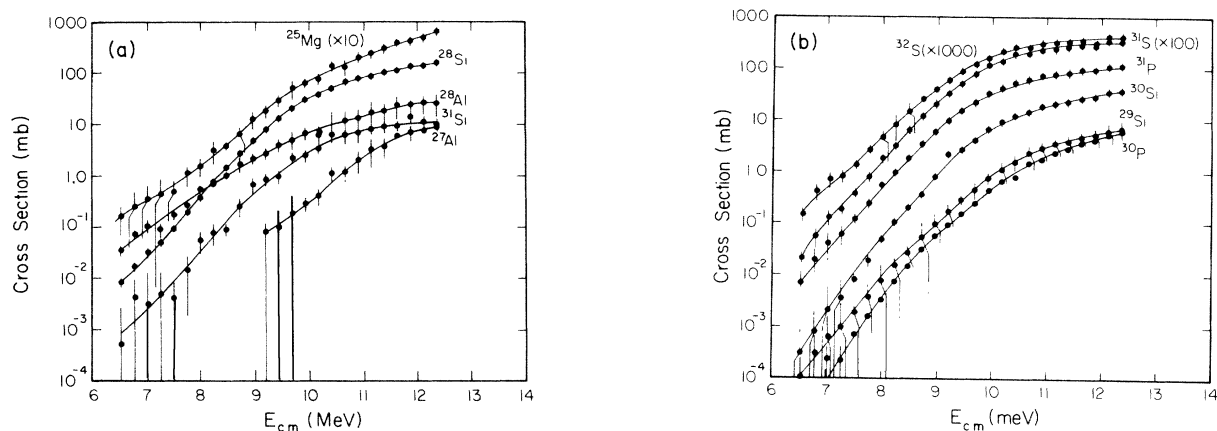 (a)
Cross Section (mb)
1000
100
10
1.0
10⁻¹
10⁻²
10⁻³
10⁻⁴
²⁵Mg (×10)
²⁸Si
²⁸Al
³¹Si
²⁷Al
6 7 8 9 10 11 12 13 14
E cm (MeV)
(b)
Cross Section (mb)
1000
100
10
1.0
10⁻¹
10⁻²
10⁻³
10⁻⁴
³²S(×1000)
³¹S(×100)
³¹P
³⁰Si
²⁹Si
³⁰P
6 7 8 9 10 11 12 13 14
E cm (meV)